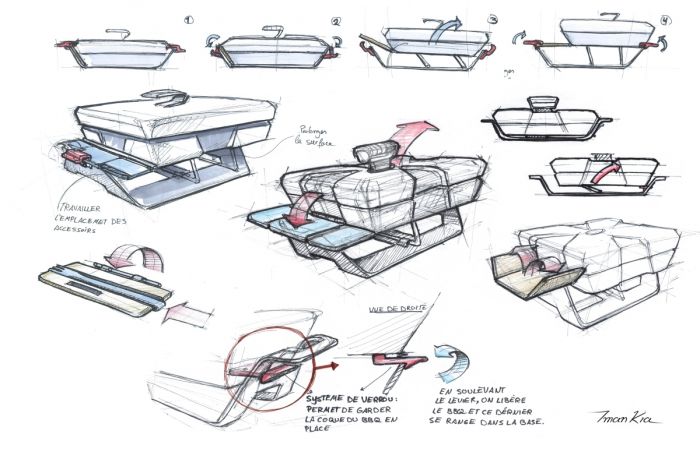 1
2
3
4
Prolonger
la surface
TRAVAILLER
L'EMPLACEMET DES
ACCESSOIRS
VUE DE DROITE
SYSTEME DE VERROU:
PERMET DE GARDER
LA COQUE DU BBQ EN
PLACE
EN SOULEVANT
LE LEVIER, ON LIBÈRE
LE BBQ ET CE DERNIER
SE RANGE DANS LA BASE.
Iman Kia